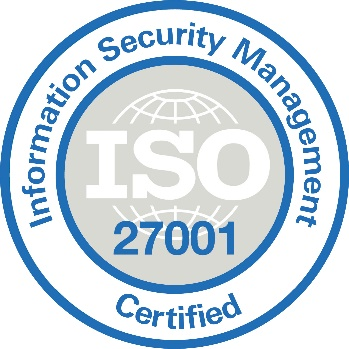 Information Security Management
ISO
27001
Certified